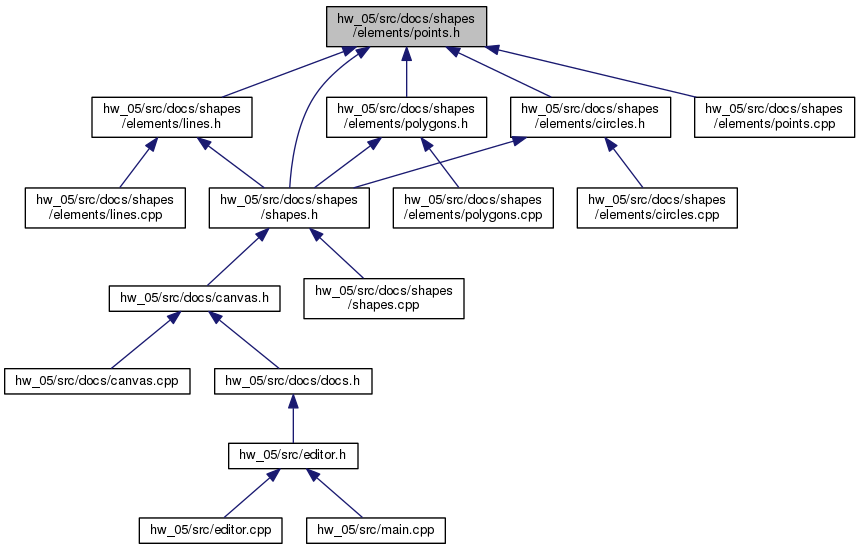 hw_05/src/docs/shapes
/elements/points.h
hw_05/src/docs/shapes
/elements/lines.h
hw_05/src/docs/shapes
/elements/polygons.h
hw_05/src/docs/shapes
/elements/circles.h
hw_05/src/docs/shapes
/elements/points.cpp
hw_05/src/docs/shapes
/elements/lines.cpp
hw_05/src/docs/shapes
/shapes.h
hw_05/src/docs/shapes
/elements/polygons.cpp
hw_05/src/docs/shapes
/elements/circles.cpp
hw_05/src/docs/canvas.h
hw_05/src/docs/shapes
/shapes.cpp
hw_05/src/docs/canvas.cpp
hw_05/src/docs/docs.h
hw_05/src/editor.h
hw_05/src/editor.cpp
hw_05/src/main.cpp